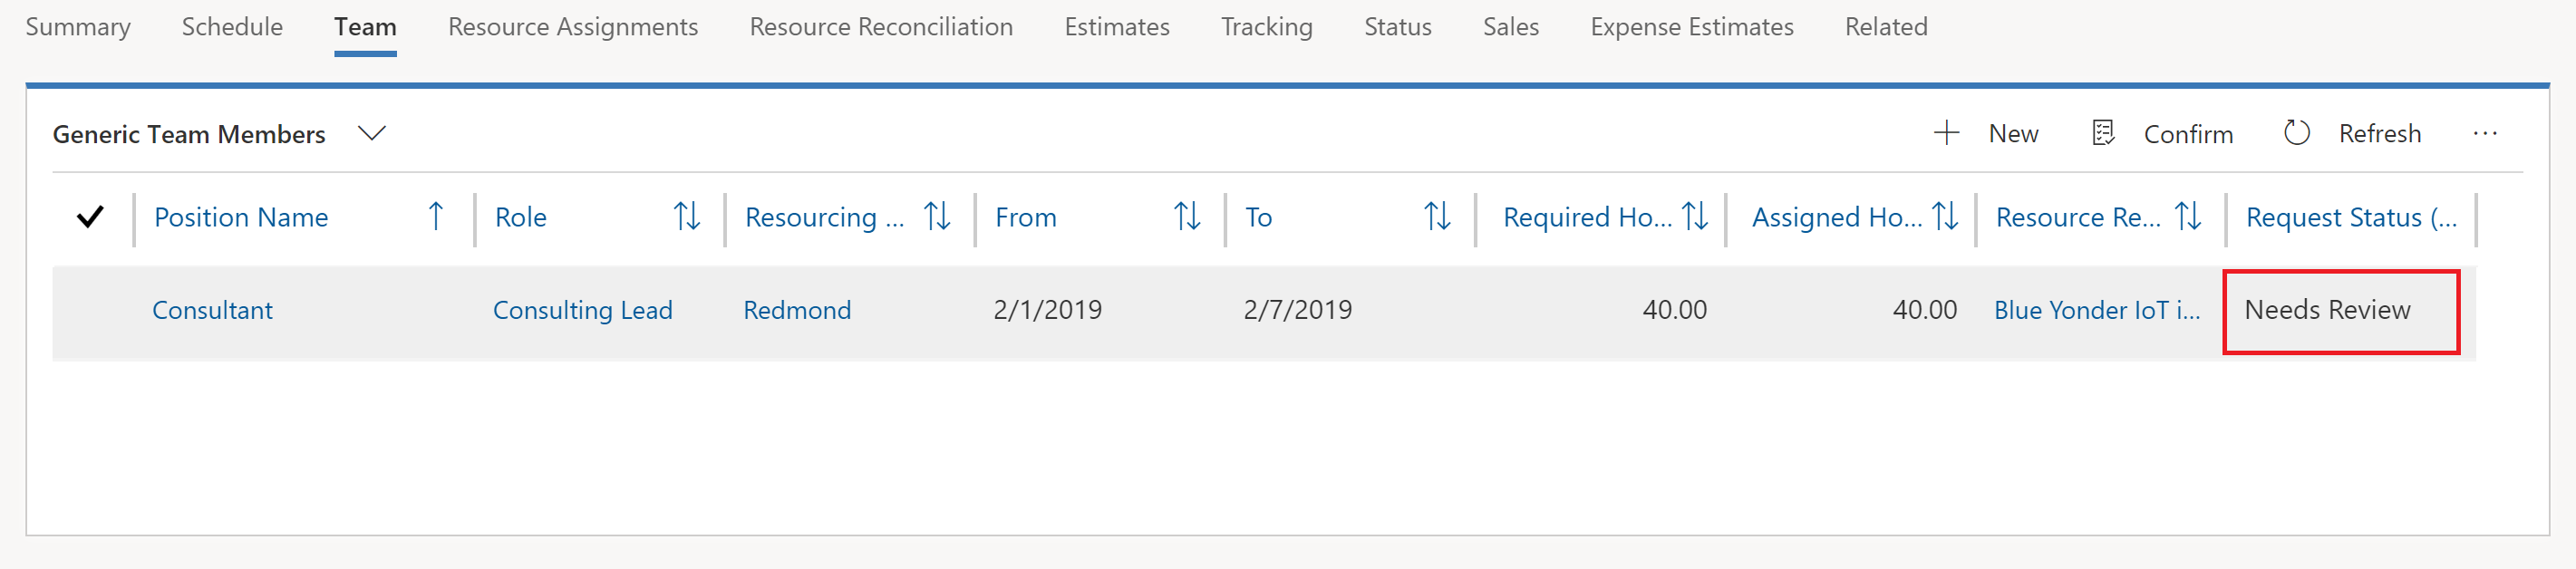 Summary Schedule Team Resource Assignments Resource Reconciliation Estimates Tracking Status Sales Expense Estimates Related
Generic Team Members New Confirm Refresh ...
Position Name Role Resourcing ... From To Required Ho... Assigned Ho... Resource Re... Request Status (...
Consultant Consulting Lead Redmond 2/1/2019 2/7/2019 40.00 40.00 Blue Yonder IoT i... Needs Review